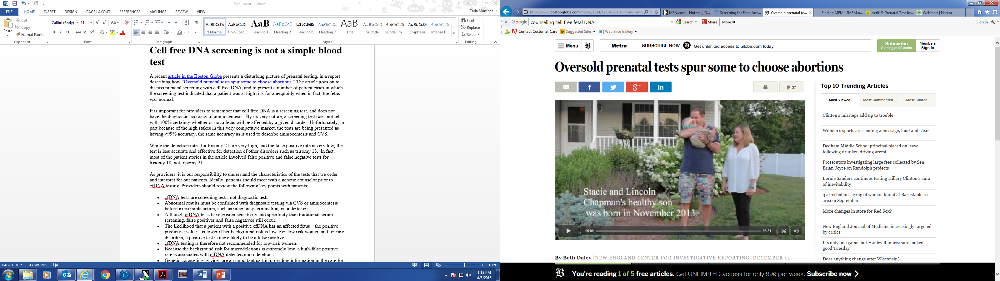 Document1 - Word
FILE HOME INSERT DESIGN PAGE LAYOUT REFERENCES MAILINGS REVIEW VIEW
Carla Martinez
Paste
Cut
Copy
Format Painter
Clipboard
Calibri (Body) 11
Font
Paragraph
AaBbCcDc AaBbCcDc AaB AaBbCcE AaBbCcDdEe AaBbCcDc AaBl AaBbCcD AaBbCcDc AaBbCcDc AaBbCcDc
¶ Normal ¶ No Spac... Heading 1 Heading 2 Heading 6 Heading 7 Title Subtitle Subtle Em... Emphasis Intense E...
Styles
Find
Replace
Select
Editing
Cell free DNA screening is not a simple blood
test
A recent article in the Boston Globe presents a disturbing picture of prenatal testing, in a report
describing how “Oversold prenatal tests spur some to choose abortions.” The article goes on to
discuss prenatal screening with cell free DNA, and to present a number of patient cases in which
the screening test indicated that a patient was at high risk for aneuploidy when in fact, the fetus
was normal.
It is important for providers to remember that cell free DNA is a screening test, and does not
have the diagnostic accuracy of amniocentesis.  By its very nature, a screening test does not tell
with 100% certainty whether or not a fetus will be affected by a given disorder. Unfortunately, in
part because of the high stakes in this very competitive market, the tests are being presented as
having >99% accuracy, the same accuracy as is used to describe amniocentesis and CVS.
While the detection rates for trisomy 21 are very high, and the false positive rate is very low, the
test is less accurate and effective for detection of other disorders such as trisomy 18.  In fact,
most of the patient stories in the article involved false positive and false negative tests for
trisomy 18, not trisomy 21.
As providers, it is our responsibility to understand the characteristics of the tests that we order
and interpret for our patients. Ideally, patients should meet with a genetic counselor prior to
cfDNA testing. Providers should review the following key points with patients:
• cfDNA tests are screening tests, not diagnostic tests.
• Abnormal results must be confirmed with diagnostic testing via CVS or amniocentesis
before irreversible action, such as pregnancy termination, is undertaken.
• Although cfDNA tests have greater sensitivity and specificity than traditional serum
screening, false positives and false negatives still occur.
• The likelihood that a patient with a positive cfDNA has an affected fetus – the positive
predictive value – is lower if her background risk is low. For low risk women and for rare
disorders, a positive test is more likely to be a false positive.
• cfDNA testing is therefore not recommended for low-risk women.
• Because the background risk for microdeletions is extremely low, a high-false positive
rate is associated with cfDNA detected microdeletions.
• Genetic counseling services are an important part in providing information in the care for
PAGE 1 OF 2 817 WORDS
100%
1:13 PM
4/6/2016
http://www.bostonglobe.com/metro/2014/12/14/oversold-and-unre
MSN.com - Hotmail, O... Screening for Fetal Ane... Oversold prenatal te... Find an MFM | SMFM.o... verifi® Prenatal Test by... Webinars | Natera
Google counseling cell free fetal DNA Search Share More »
Sign In
Contact Customer Care Suggested Sites Web Slice Gallery
Menu
Metro
SUBSCRIBE NOW Get unlimited access to Globe.com today
Subscribe
Starting at 99 cents
Members
Sign In
Oversold prenatal tests spur some to choose abortions
37
Stacie and Lincoln
Chapman's healthy son
was born in November 2013.
00:00
03:31
By Beth Daley | NEW ENGLAND CENTER FOR INVESTIGATIVE REPORTING DECEMBER 14,
Top 10 Trending Articles
Most Viewed Most Commented Most Shared
Clinton’s missteps add up to trouble
Women’s sports are sending a message, loud and clear
Dedham Middle School principal placed on leave
following drunken driving arrest
Prosecutors investigating large fees collected by Sen.
Brian Joyce on Randolph projects
Bernie Sanders continues testing Hillary Clinton’s aura
of inevitability
3 arrested in slaying of woman found at Barnstable rest
area in September
More changes in store for Red Sox?
New England Journal of Medicine increasingly targeted
by critics
It’s only one game, but Hanley Ramirez sure looked
good Tuesday
Does anything change after Wisconsin?
You're reading 1 of 5 free articles. Get UNLIMITED access for only 99¢ per week. Subscribe now